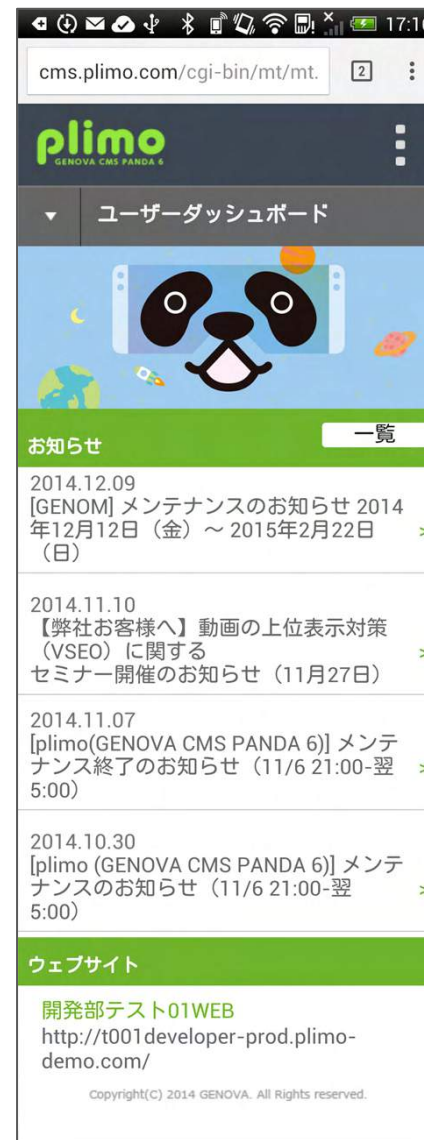 cms.plimo.com/cgi-bin/mt/mt.
2
plimo
GENOVA CMS PANDA 6
ユーザーダッシュボード
お知らせ
一覧
2014.12.09
[GENOM] メンテナンスのお知らせ 2014
年12月12日（金）～ 2015年2月22日
（日）
2014.11.10
【弊社お客様へ】動画の上位表示対策
（VSEO）に関する
セミナー開催のお知らせ（11月27日）
2014.11.07
[plimo(GENOVA CMS PANDA 6)] メンテ
ナンス終了のお知らせ（11/6 21:00-翌
5:00）
2014.10.30
[plimo (GENOVA CMS PANDA 6)] メンテ
ナンスのお知らせ（11/6 21:00-翌
5:00）
ウェブサイト
開発部テスト01WEB
http://t001developer-prod.plimo-
demo.com/
Copyright(C) 2014 GENOVA. All Rights reserved.